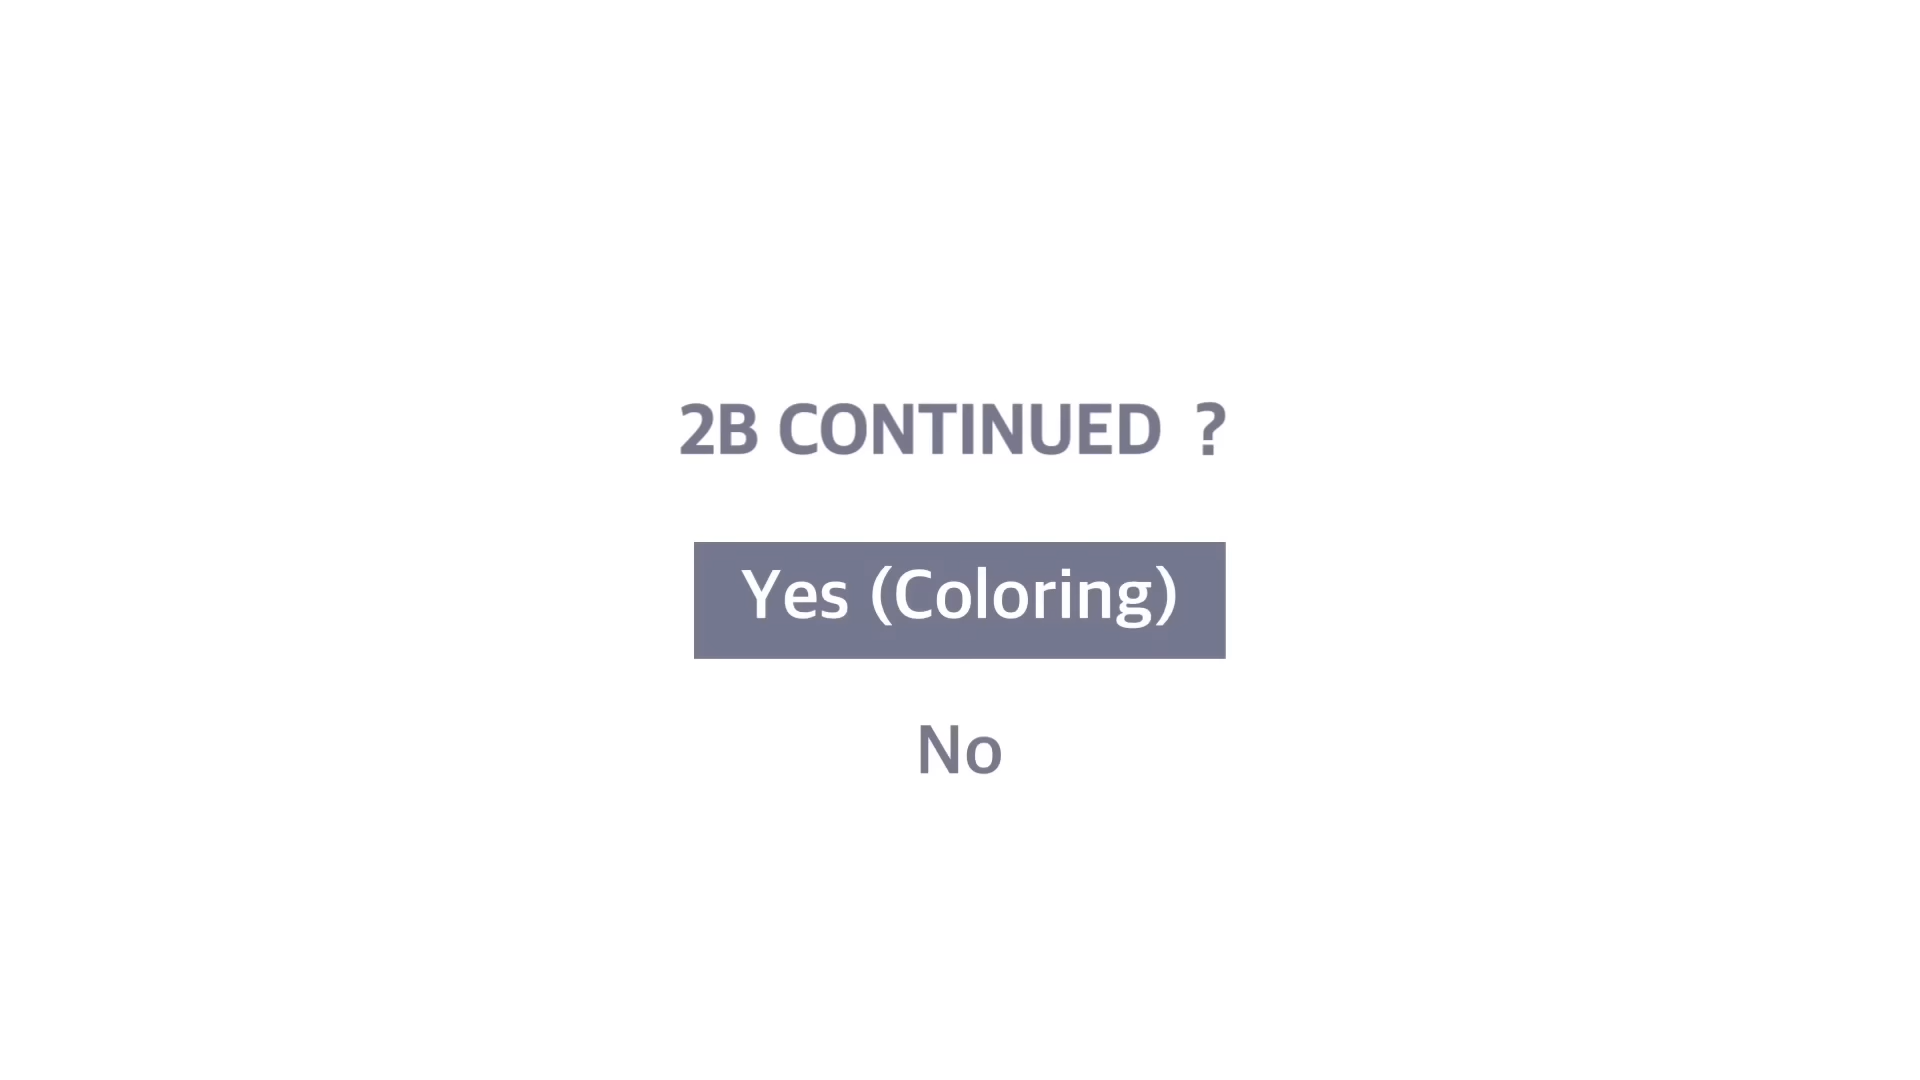 2B CONTINUED ?
Yes (Coloring)
No